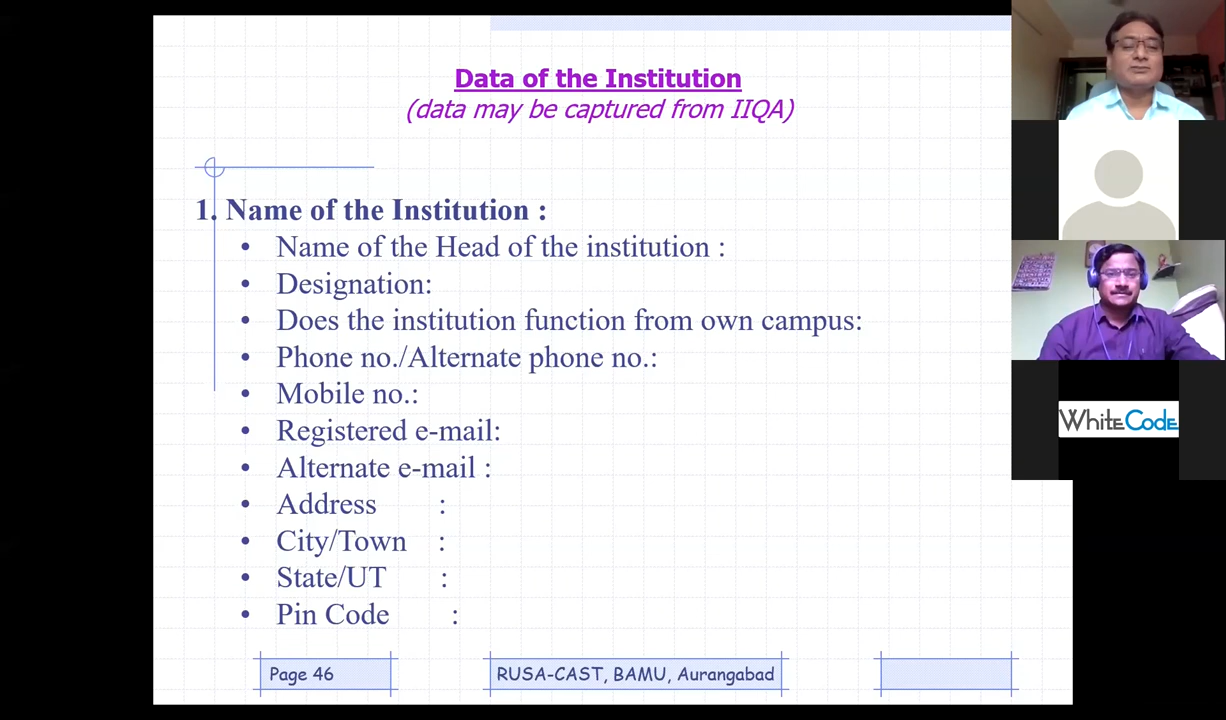 Data of the Institution
(data may be captured from IIQA)
1. Name of the Institution :
• Name of the Head of the institution :
• Designation:
• Does the institution function from own campus:
• Phone no./Alternate phone no.:
• Mobile no.:
• Registered e-mail:
• Alternate e-mail :
• Address :
• City/Town :
• State/UT :
• Pin Code :
Page 46
RUSA-CAST, BAMU, Aurangabad
WhiteCode